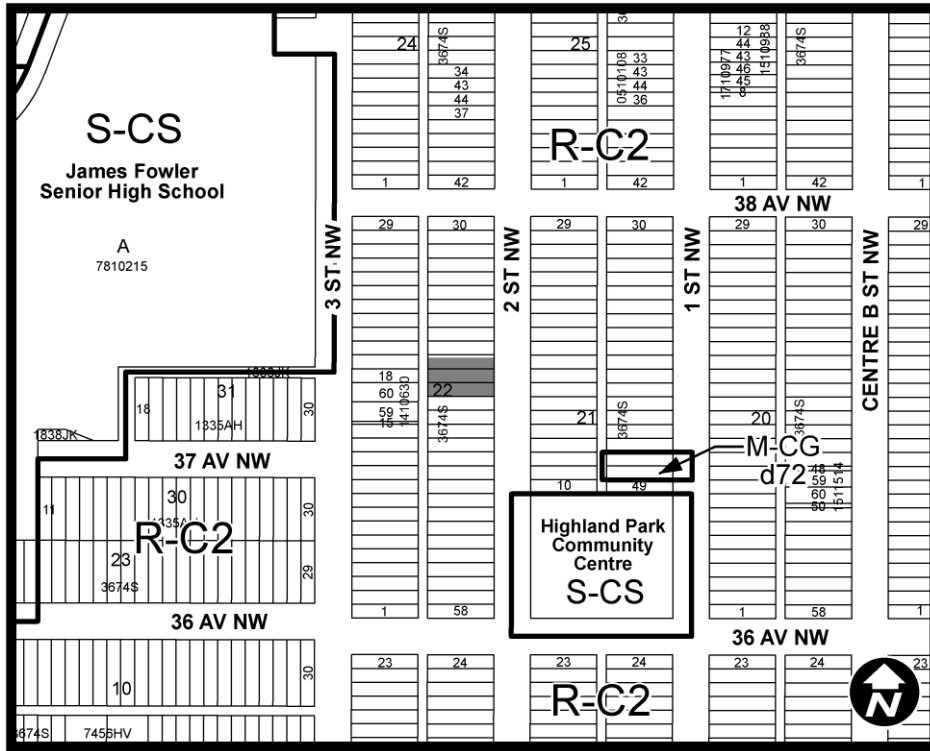 24
3674S
34
43
44
37
25
0510108
33
43
44
36
12
44
43
46
45
8
1710977
1510988
3674S
S-CS
James Fowler
Senior High School
A
7810215
R-C2
1
42
1
42
1
42
1
38 AV NW
29
30
29
30
29
30
29
3 ST NW
2 ST NW
1 ST NW
CENTRE B ST NW
18
60
59
15
1410630
22
3674S
21
3674S
20
3674S
31
18
1335AH
30
1838JK
37 AV NW
M-CG
d72
48
59
60
50
1511514
10
49
11
30
30
R-C2
23
3674S
29
Highland Park
Community
Centre
S-CS
1
58
1
58
1
36 AV NW
36 AV NW
23
24
23
24
23
24
10
30
R-C2
N
7456HV